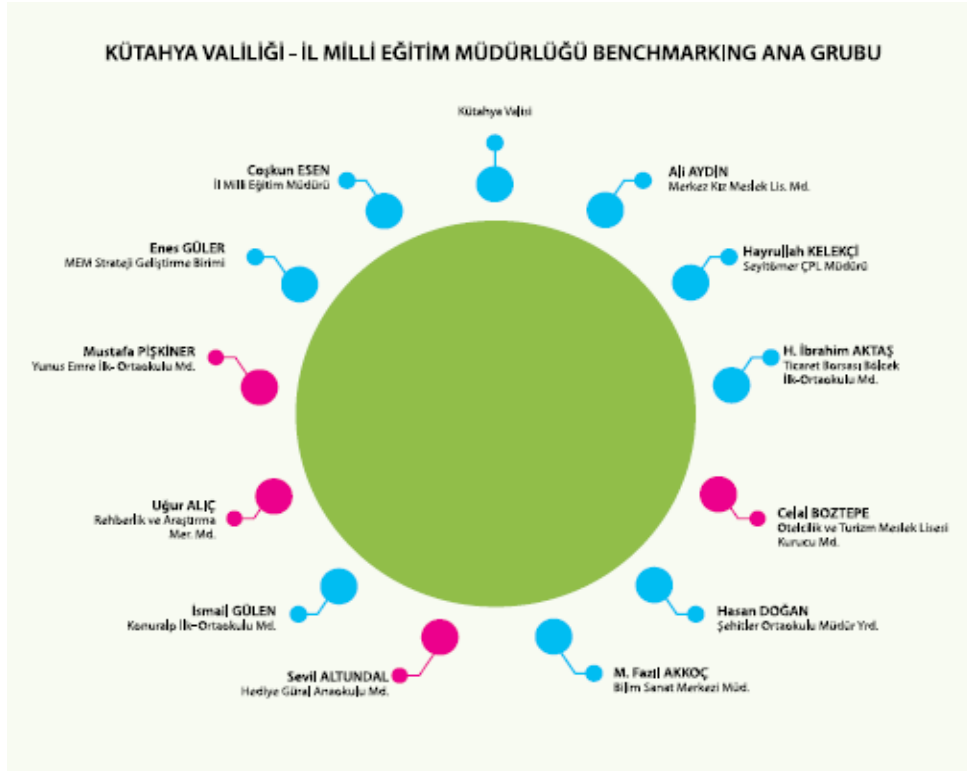 KÜTAHYA VALİLİĞİ – İL MİLLİ EĞİTİM MÜDÜRLÜĞÜ BENCHMARKING ANA GRUBU
Kütahya Valisi
Coşkun ESEN
İl Milli Eğitim Müdürü
Ali AYDIN
Merkez Kız Meslek Lis. Md.
Enes GÜLER
MEM Strateji Geliştirme Birimi
Hayrullah KELEKÇİ
Seyitömer ÇPL Müdürü
Mustafa PİŞKİNER
Yunus Emre İlk- Ortaokulu Md.
H. İbrahim AKTAŞ
Ticaret Borsası Bölcek
İlk-Ortaokulu Md.
Uğur ALIÇ
Rehberlik ve Araştırma
Mer. Md.
Celal BOZTEPE
Otelcilik ve Turizm Meslek Lisesi
Kurucu Md.
İsmail GÜLEN
Konuralp İlk-Ortaokulu Md.
Hasan DOĞAN
Şehitler Ortaokulu Müdür Yrd.
Sevil ALTUNDAL
Hediye Güral Anaokulu Md.
M. Fazıl AKKOÇ
Bilim Sanat Merkezi Müd.